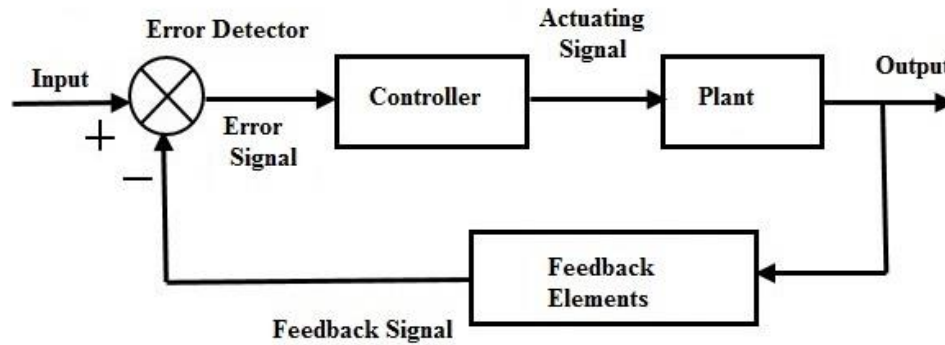 Error Detector
Actuating
Signal
Input
+
Controller
Plant
Output
Error
Signal
−
Feedback
Elements
Feedback Signal